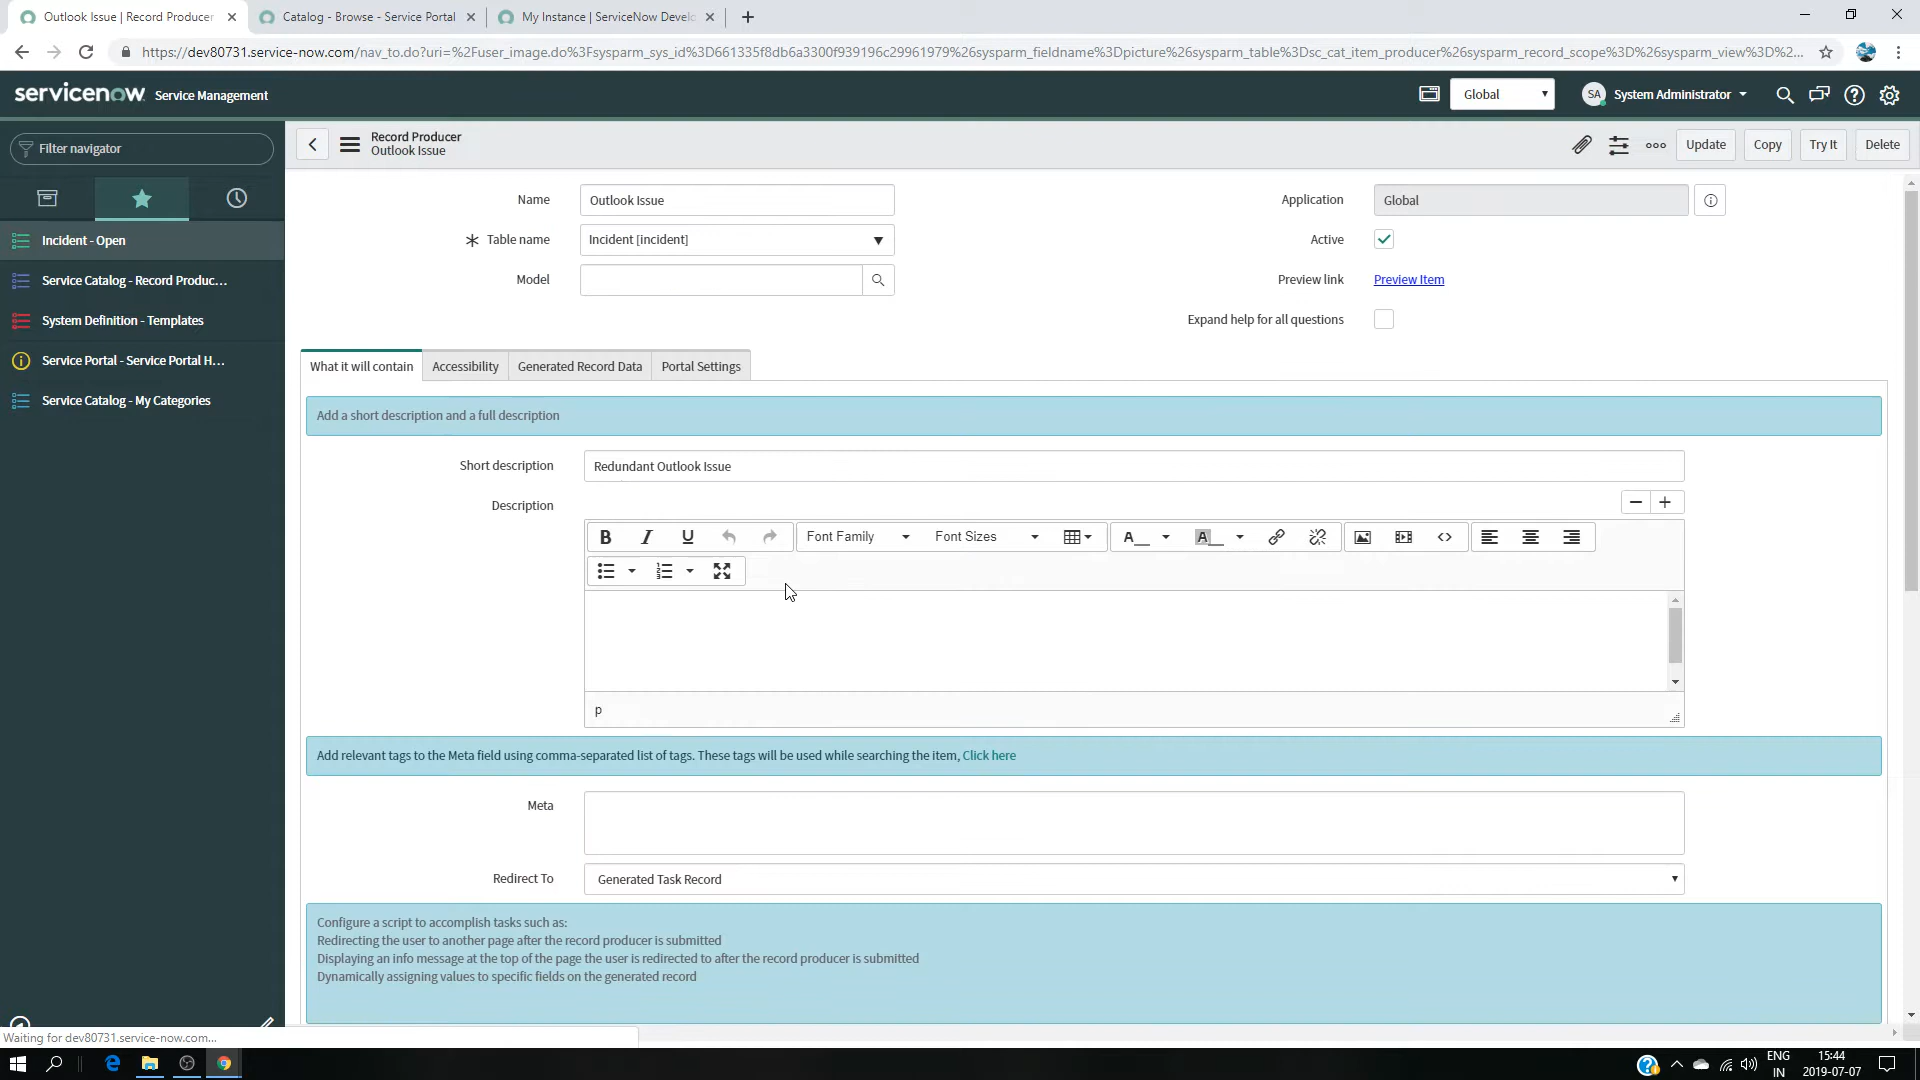 Outlook Issue | Record Producer
Catalog - Browse - Service Portal
My Instance | ServiceNow Develo
https://dev80731.service-now.com/nav_to.do?uri=%2Fuser_image.do%3Fsysparm_sys_id%3D661335f8db6a3300f939196c29961979%26sysparm_fieldname%3Dpicture%26sysparm_table%3Dsc_cat_item_producer%26sysparm_record_scope%3D%26sysparm_view%3D%2...
servicenow Service Management
Global
SA System Administrator
Filter navigator
Record Producer
Outlook Issue
Update
Copy
Try It
Delete
Incident - Open
Service Catalog - Record Produc...
System Definition - Templates
Service Portal - Service Portal H...
Service Catalog - My Categories
Name Outlook Issue
Application Global
Table name Incident [incident]
Active
Model
Preview link Preview Item
Expand help for all questions
What it will contain
Accessibility
Generated Record Data
Portal Settings
Add a short description and a full description
Short description Redundant Outlook Issue
Description
B I U Font Family Font Sizes A A
p
Add relevant tags to the Meta field using comma-separated list of tags. These tags will be used while searching the item, Click here
Meta
Redirect To Generated Task Record
Configure a script to accomplish tasks such as:
Redirecting the user to another page after the record producer is submitted
Displaying an info message at the top of the page the user is redirected to after the record producer is submitted
Dynamically assigning values to specific fields on the generated record
Waiting for dev80731.service-now.com...
ENG
IN
15:44
2019-07-07